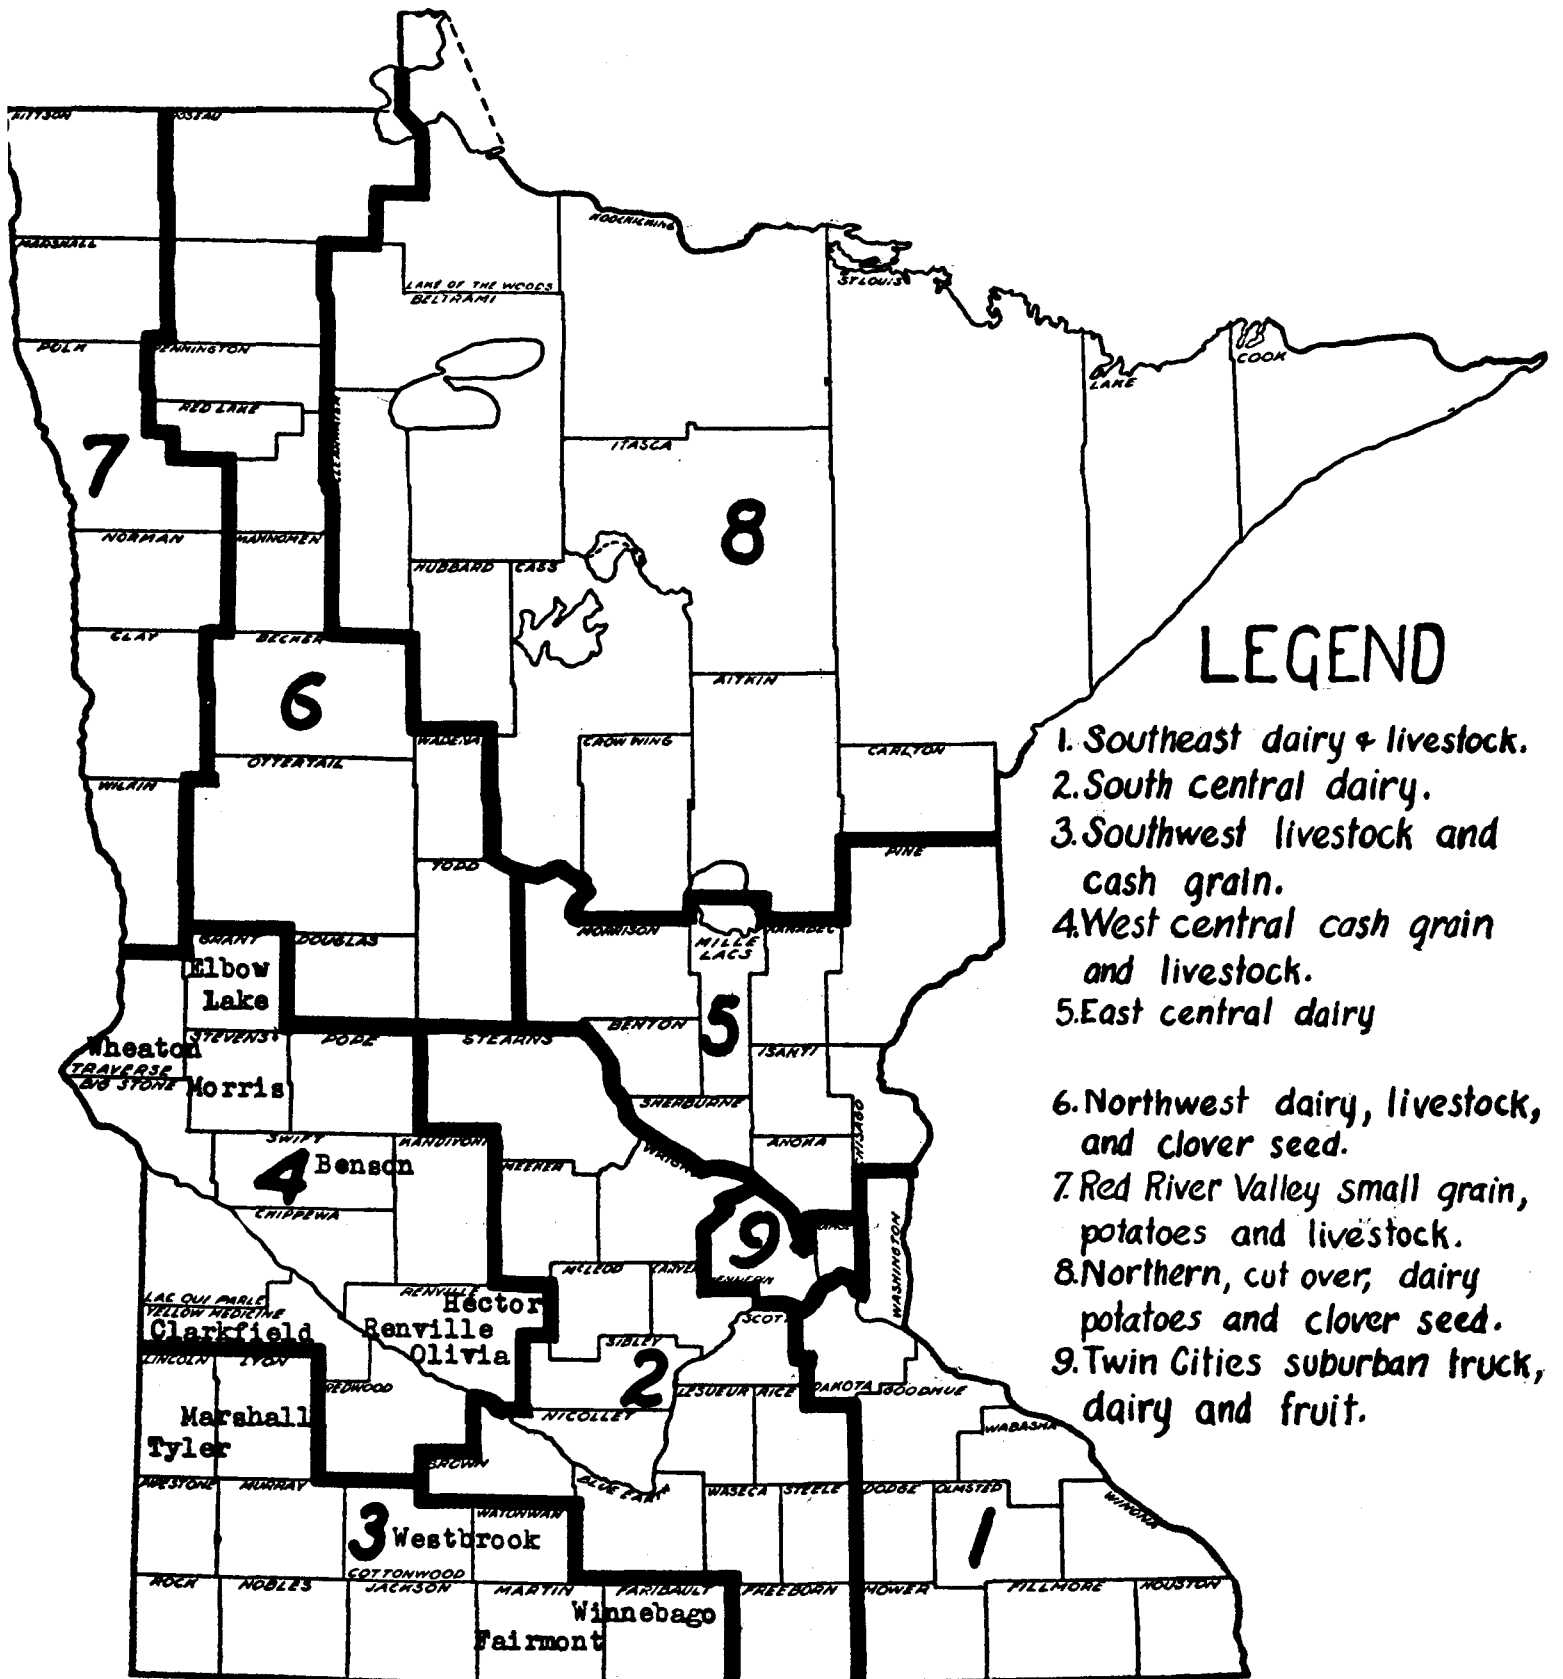 KITTSON
ROSEAU
KOOCHICHING
MARSHALL
LAKE OF THE WOODS
BELTRAMI
ST LOUIS
POLK
PENNINGTON
COOK
LAKE
RED LAKE
CLEARWATER
ITASCA
7
8
NORMAN
MAHNOMEN
HUBBARD
CASS
CLAY
BECKER
LEGEND
6
AITKIN
WADENA
CROW WING
CARLTON
1. Southeast dairy & livestock.
OTTERTAIL
WILKIN
2. South central dairy.
3. Southwest livestock and
cash grain.
TODD
PINE
4. West central cash grain
and livestock.
MORRISON
MILLE
LACS
KANABEC
GRANT
DOUGLAS
Elbow
Lake
5. East central dairy
5
BENTON
STEVENS
POPE
STEARNS
ISANTI
Wheaton
TRAVERSE
BIG STONE
Morris
6. Northwest dairy, livestock,
and clover seed.
SHERBURNE
CHISAGO
SWIFT
KANDIYOHI
ANOKA
WRIGHT
MEEKER
4
Benson
7. Red River Valley small grain,
potatoes and livestock.
CHIPPEWA
9
WASHINGTON
8. Northern, cut over, dairy
potatoes and clover seed.
McLEOD
CARVER
HENNEPIN
RENVILLE
LAC QUI PARLE
YELLOW MEDICINE
Hector
Renville
Olivia
Clarkfield
SCOTT
SIBLEY
9. Twin Cities suburban truck,
dairy and fruit.
LINCOLN
LYON
2
REDWOOD
LESUEUR
RICE
DAKOTA
GOODHUE
NICOLLET
Marshall
Tyler
WABASHA
BROWN
PIPESTONE
MURRAY
BLUE EARTH
WASECA
STEELE
DODGE
OLMSTED
WINONA
WATONWAN
3
Westbrook
1
COTTONWOOD
ROCK
NOBLES
JACKSON
MARTIN
FARIBAULT
FREEBORN
MOWER
FILLMORE
HOUSTON
Winnebago
Fairmont